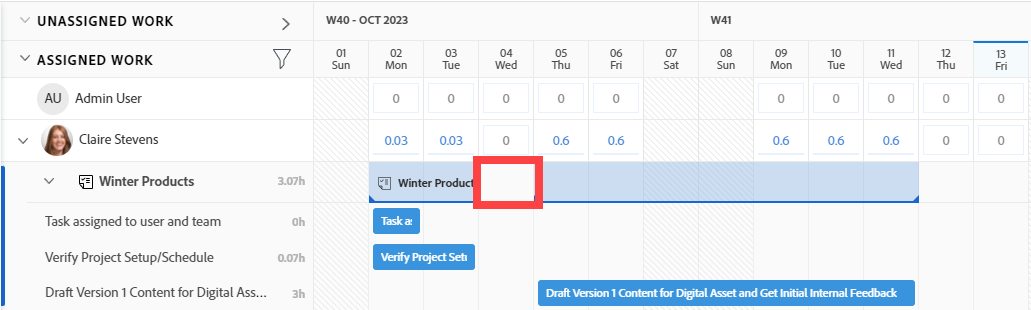 UNASSIGNED WORK
W40 - OCT 2023 W41
ASSIGNED WORK
01 02 03 04 05 06 07 08 09 10 11 12 13
Sun Mon Tue Wed Thu Fri Sat Sun Mon Tue Wed Thu Fri
AU Admin User 0 0 0 0 0 0 0 0 0 0
Claire Stevens 0.03 0.03 0 0.6 0.6 0.6 0.6 0.6 0 0
Winter Products 3.07h Winter Product
Task assigned to user and team 0h Task as
Verify Project Setup/Schedule 0.07h Verify Project Setu
Draft Version 1 Content for Digital Ass... 3h Draft Version 1 Content for Digital Asset and Get Initial Internal Feedback